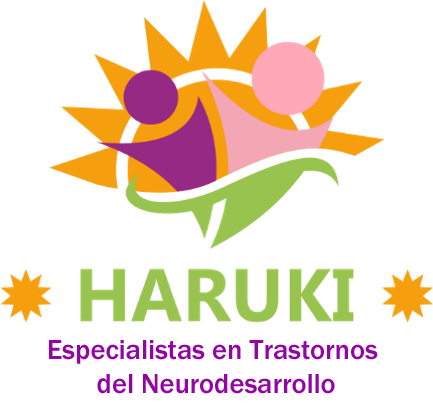 HARUKI
Especialistas en Trastornos
del Neurodesarrollo